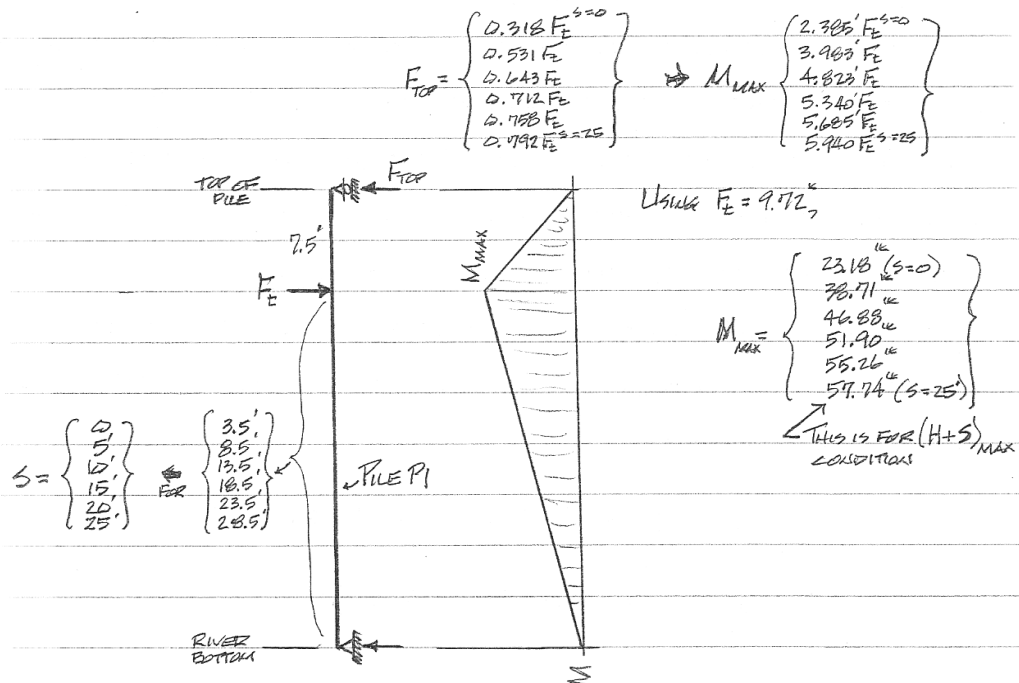 F_TOP = { 0.318 F_t^S=0
0.531 F_t
0.643 F_t
0.712 F_t
0.758 F_t
0.792 F_t^S=25 }
⇒ M_MAX { 2.385' F_t^S=0
3.983' F_t
4.823' F_t
5.340' F_t
5.685' F_t
5.940' F_t^S=25 }
TOP OF
PILE
F_TOP
USING F_t = 9.72^k,
7.5'
M_MAX
F_t
M_MAX = { 23.18^'k (S=0)
38.71^'k
46.88^'k
51.90^'k
55.26^'k
57.74^'k (S=25') }
THIS IS FOR (H+S)_MAX
CONDITION
S = { 0,
5,'
10,'
15,'
20,'
25' }
← FOR
{ 3.5,'
8.5,'
13.5,'
18.5,'
23.5,'
28.5' }
PILE P1
RIVER
BOTTOM
M